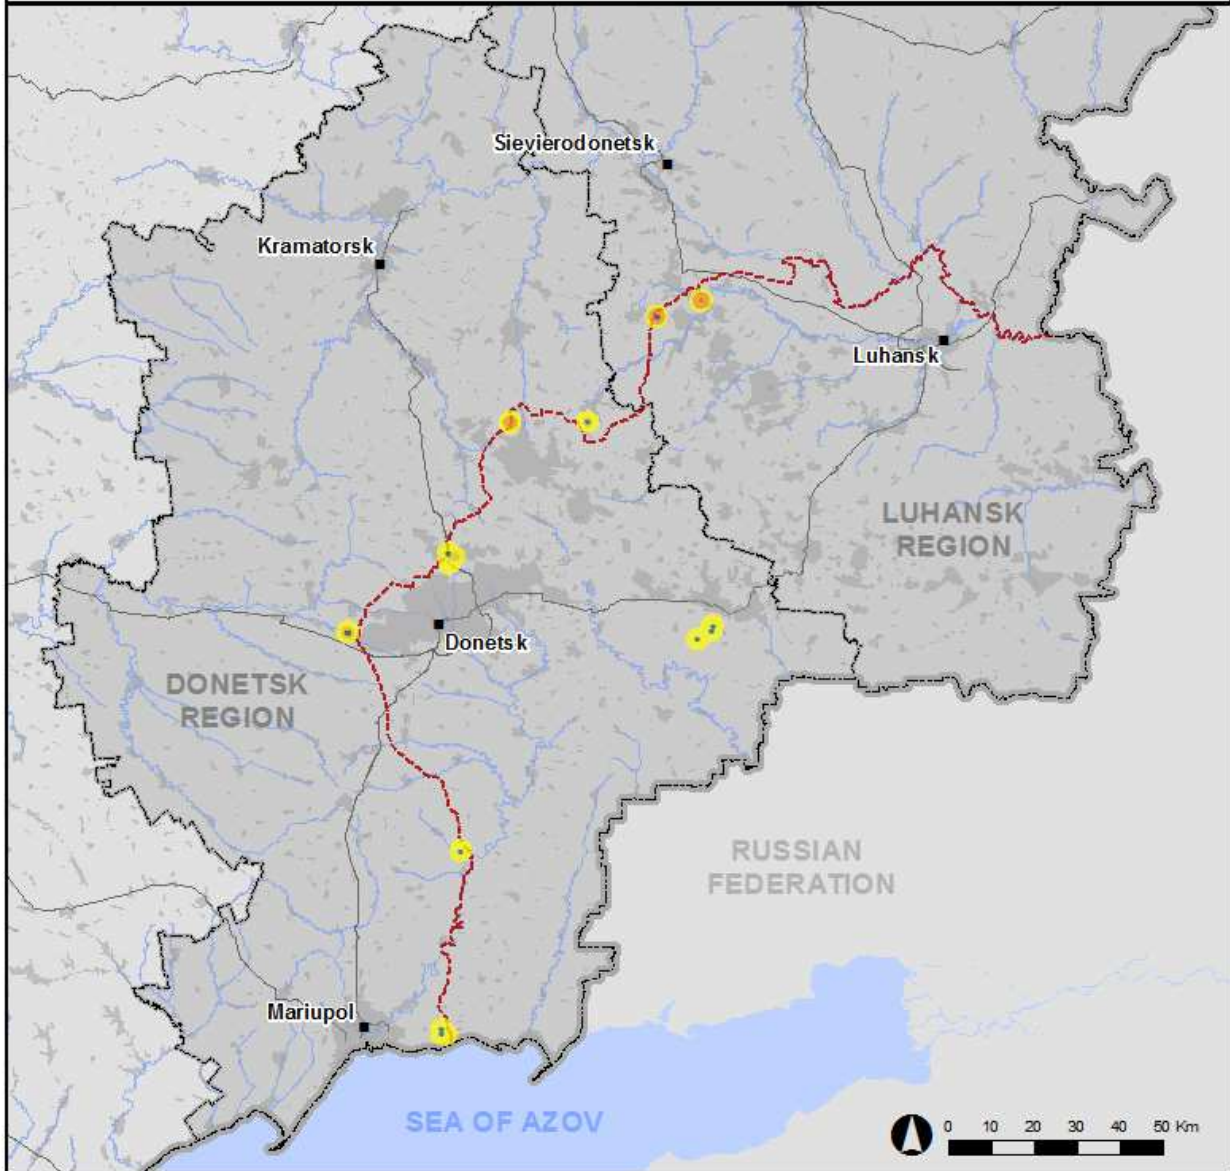 Sievierodonetsk
Kramatorsk
Luhansk
LUHANSK
REGION
Donetsk
DONETSK
REGION
RUSSIAN
FEDERATION
Mariupol
SEA OF AZOV
0 10 20 30 40 50 Km